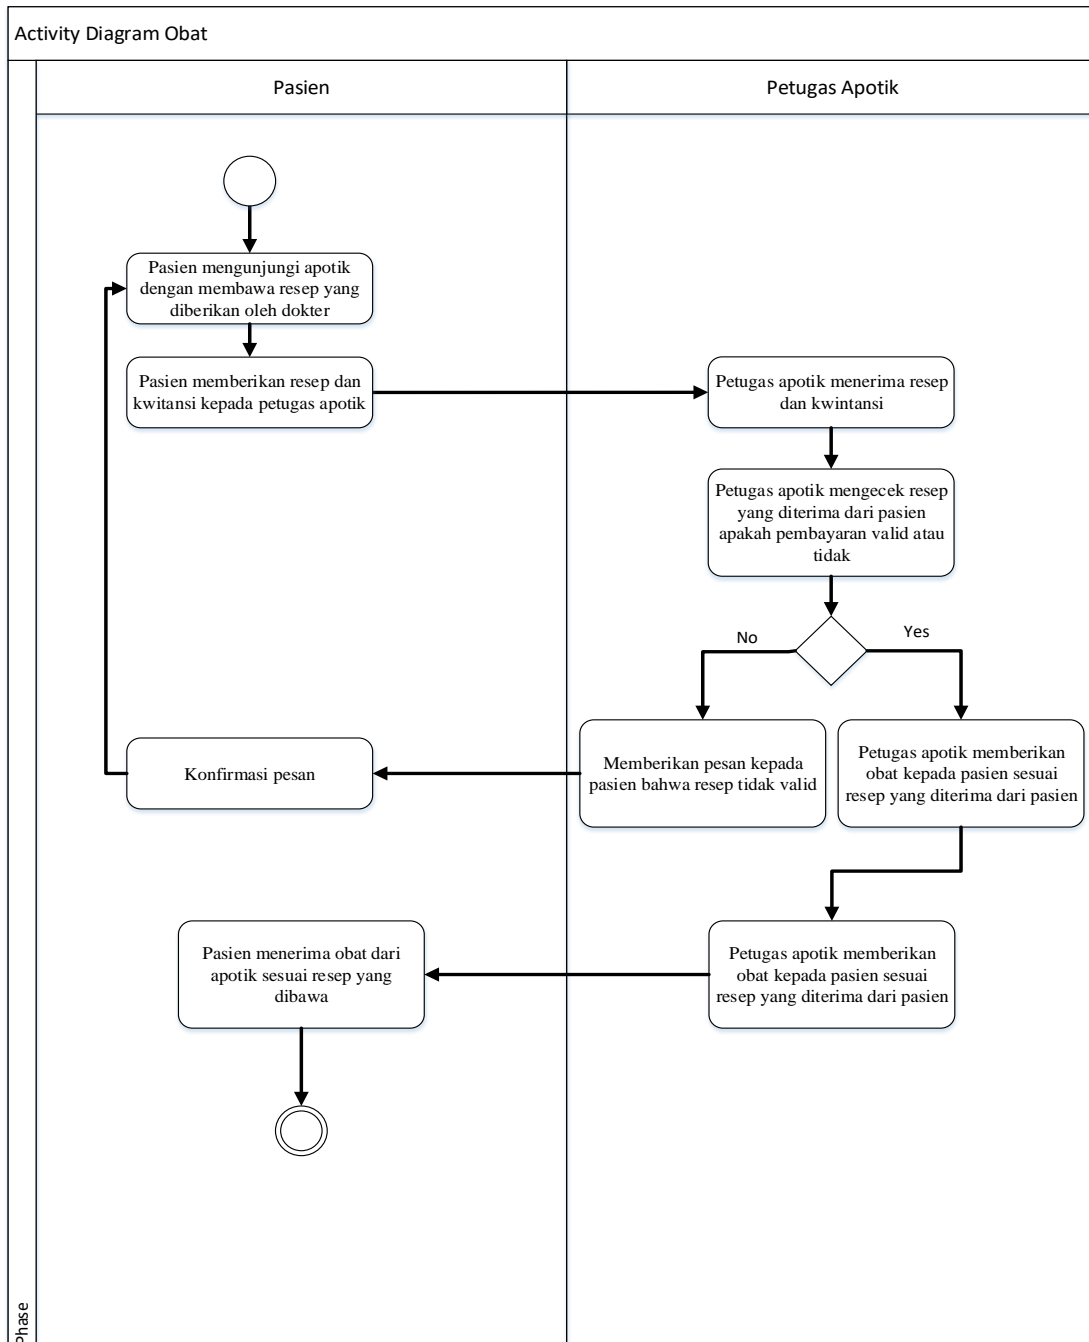 Activity Diagram Obat
Pasien
Petugas Apotik
Pasien mengunjungi apotik
dengan membawa resep yang
diberikan oleh dokter
Pasien memberikan resep dan
kwitansi kepada petugas apotik
Petugas apotik menerima resep
dan kwintansi
Petugas apotik mengecek resep
yang diterima dari pasien
apakah pembayaran valid atau
tidak
No
Yes
Konfirmasi pesan
Memberikan pesan kepada
pasien bahwa resep tidak valid
Petugas apotik memberikan
obat kepada pasien sesuai
resep yang diterima dari pasien
Pasien menerima obat dari
apotik sesuai resep yang
dibawa
Petugas apotik memberikan
obat kepada pasien sesuai
resep yang diterima dari pasien
Phase